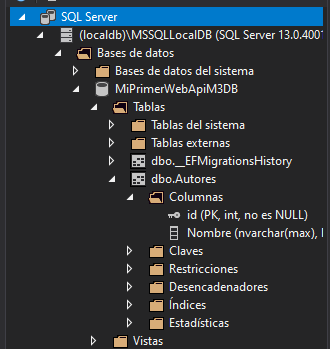 SQL Server
(localdb)\MSSQLLocalDB (SQL Server 13.0.4001
Bases de datos
Bases de datos del sistema
MiPrimerWebApiM3DB
Tablas
Tablas del sistema
Tablas externas
dbo.__EFMigrationsHistory
dbo.Autores
Columnas
id (PK, int, no es NULL)
Nombre (nvarchar(max),
Claves
Restricciones
Desencadenadores
Índices
Estadísticas
Vistas